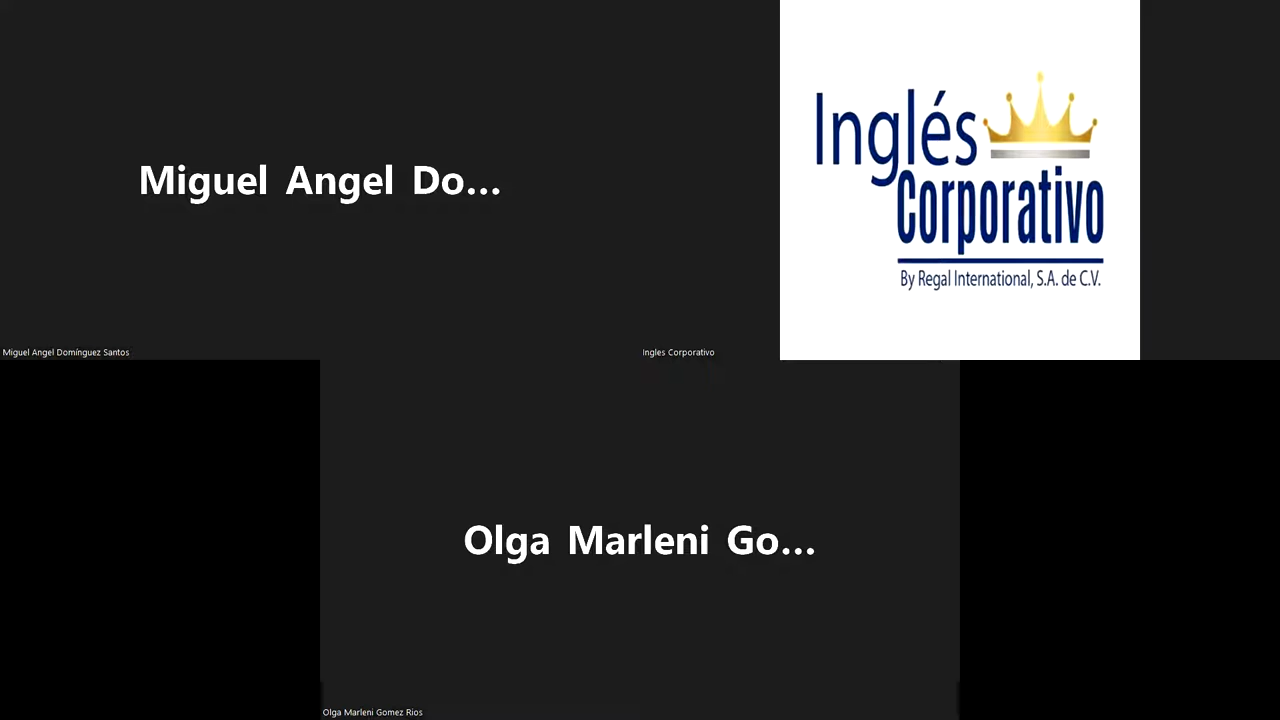 Miguel Angel Do...
Miguel Angel Domínguez Santos
Inglés
Corporativo
By Regal International, S.A. de C.V.
Ingles Corporativo
Olga Marleni Go...
Olga Marleni Gomez Rios